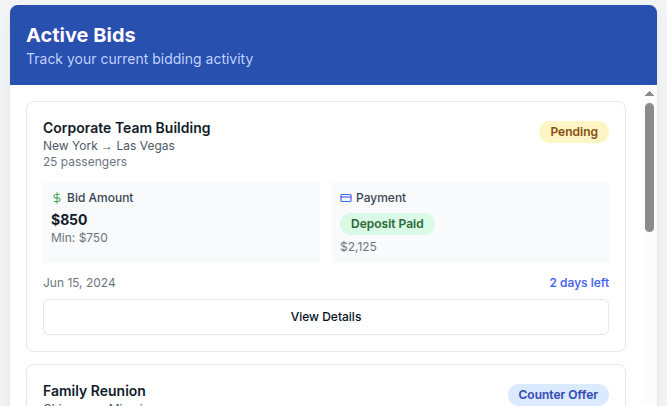 Active Bids
Track your current bidding activity
Corporate Team Building
Pending
New York → Las Vegas
25 passengers
Bid Amount
$850
Min: $750
Payment
Deposit Paid
$2,125
Jun 15, 2024
2 days left
View Details
Family Reunion
Counter Offer